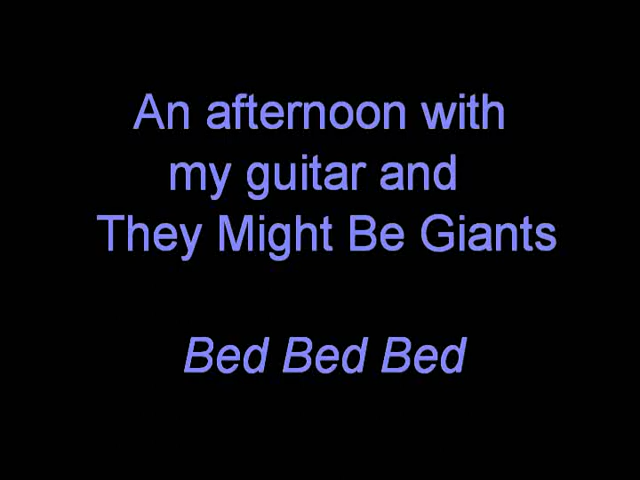 An afternoon with
my guitar and
They Might Be Giants
Bed Bed Bed